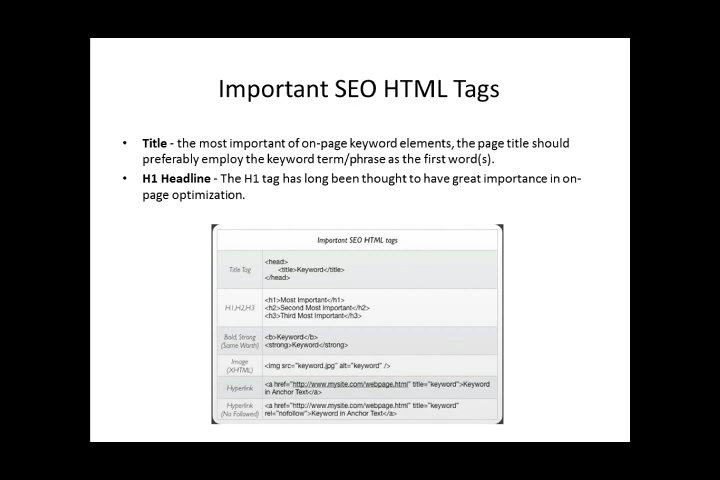 Important SEO HTML Tags
• Title - the most important of on-page keyword elements, the page title should
preferably employ the keyword term/phrase as the first word(s).
• H1 Headline - The H1 tag has long been thought to have great importance in on-
page optimization.
Important SEO HTML tags
Title Tag
<head>
<title>Keyword</title>
</head>
H1,H2,H3
<h1>Most Important</h1>
<h2>Second Most Important</h2>
<h3>Third Most Important</h3>
Bold, Strong
(Same Worth)
<b>Keyword</b>
<strong>Keyword</strong>
Image
(XHTML)
<img src="keyword.jpg" alt="keyword" />
Hyperlink
<a href="http://www.mysite.com/webpage.html" title="keyword">Keyword
in Anchor Text</a>
Hyperlink
(No Followed)
<a href="http://www.mysite.com/webpage.html" title="keyword"
rel="nofollow">Keyword in Anchor Text</a>